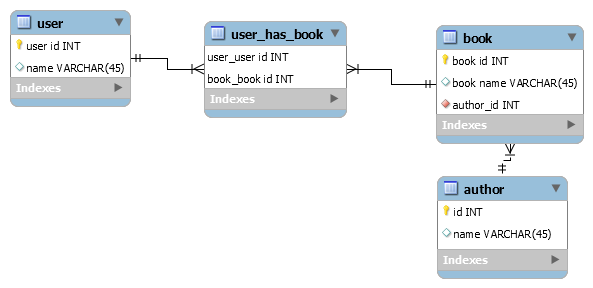 user
user id INT
name VARCHAR(45)
Indexes
user_has_book
user_user id INT
book_book id INT
Indexes
book
book id INT
book name VARCHAR(45)
author_id INT
Indexes
author
id INT
name VARCHAR(45)
Indexes